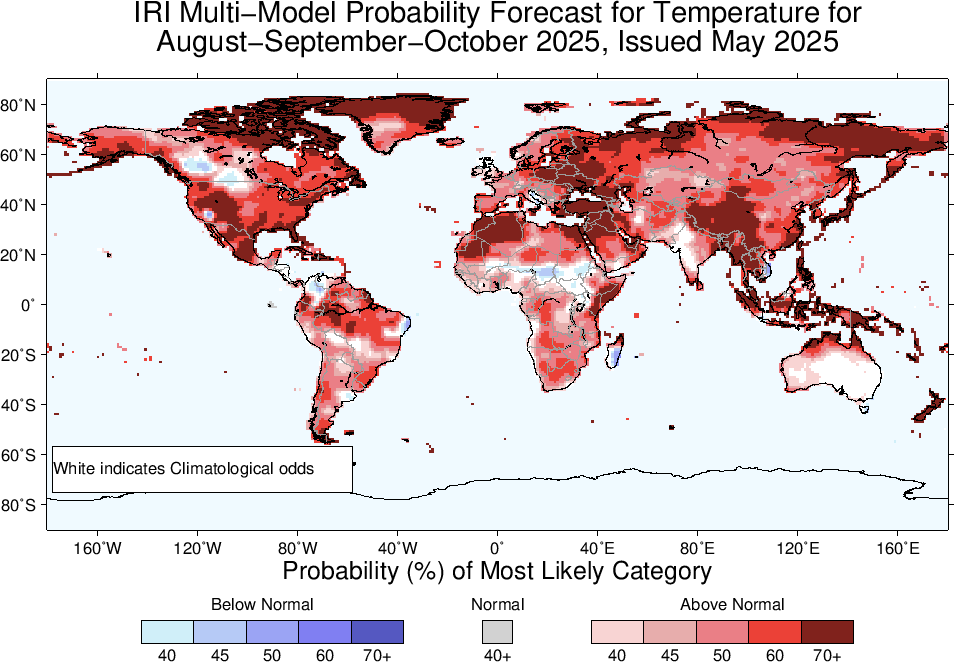 IRI Multi−Model Probability Forecast for Temperature for
August−September−October 2025, Issued May 2025
80˚N
60˚N
40˚N
20˚N
0˚
20˚S
40˚S
60˚S
80˚S
White indicates Climatological odds
160˚W 120˚W 80˚W 40˚W 0˚ 40˚E 80˚E 120˚E 160˚E
Probability (%) of Most Likely Category
Below Normal Normal Above Normal
40 45 50 60 70+ 40+ 40 45 50 60 70+